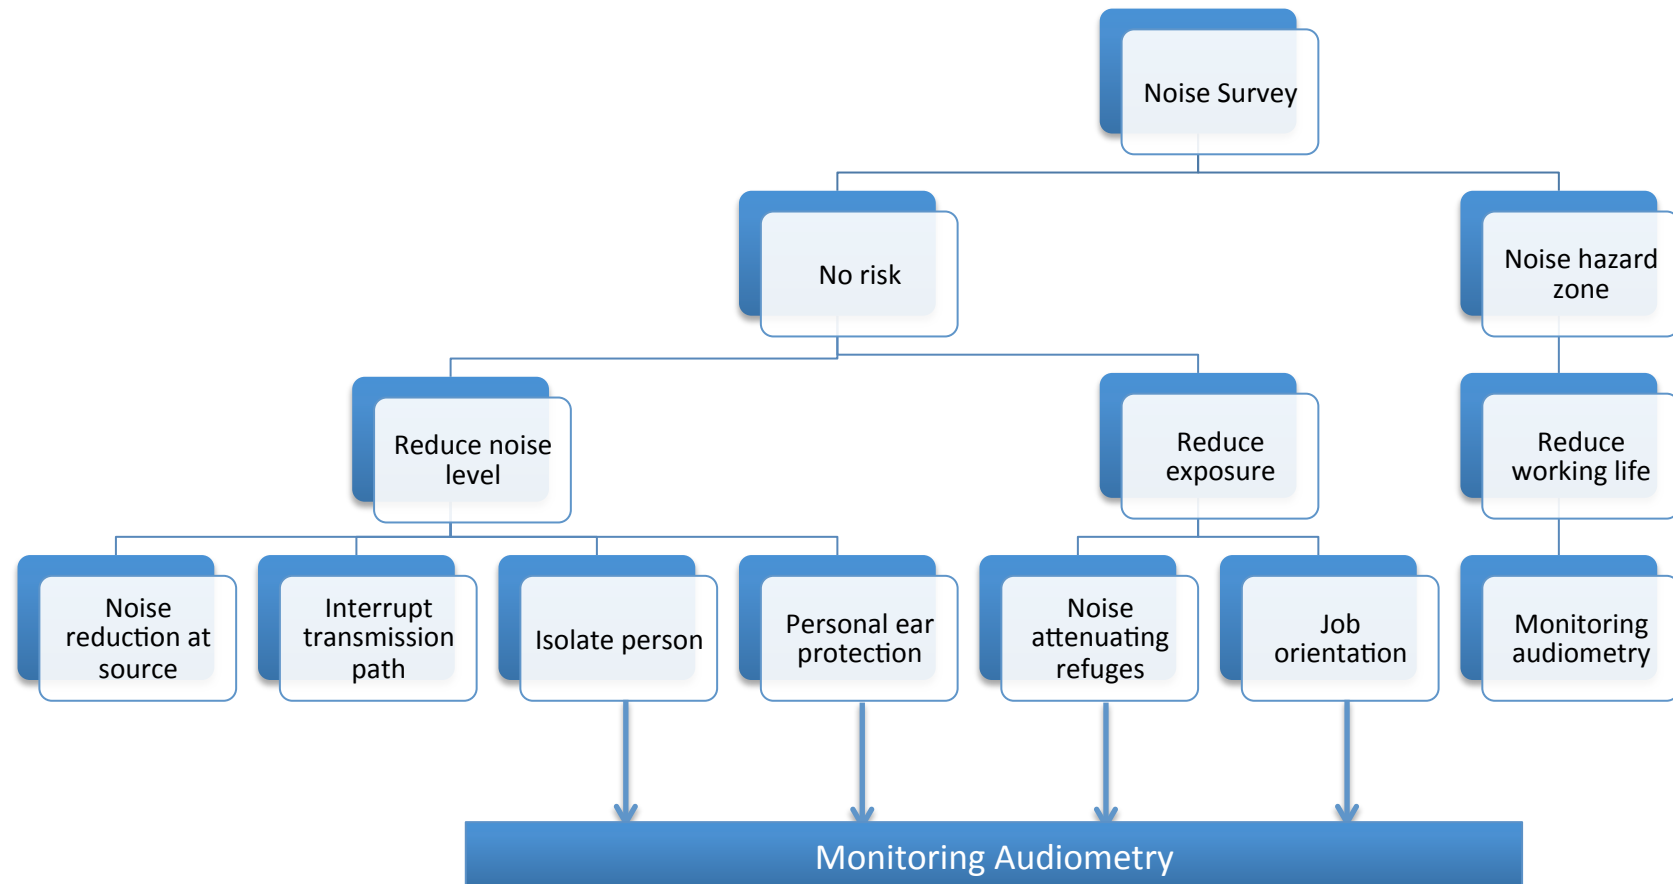 Noise Survey
No risk
Noise hazard
zone
Reduce noise
level
Reduce
exposure
Reduce
working life
Noise
reduction at
source
Interrupt
transmission
path
Isolate person
Personal ear
protection
Noise
attenuating
refuges
Job
orientation
Monitoring
audiometry
Monitoring Audiometry